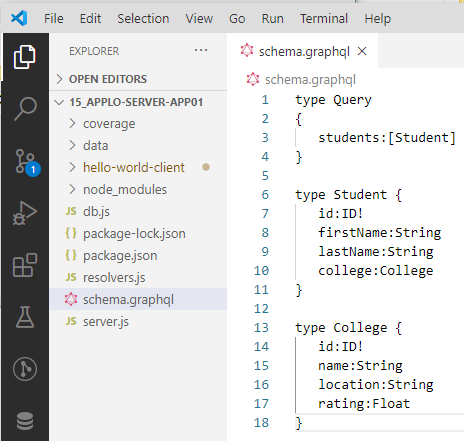 File Edit View Go Run Terminal Help
EXPLORER ...
OPEN EDITORS
15_APPLO-SERVER-APP01
coverage
data
hello-world-client
node_modules
JS db.js
{} package-lock.json
{} package.json
JS resolvers.js
schema.graphql
JS server.js
1
schema.graphql ×
schema.graphql
1 type Query
2 {
3 students:[Student]
4 }
5
6 type Student {
7 id:ID!
8 firstName:String
9 lastName:String
10 college:College
11 }
12
13 type College {
14 id:ID!
15 name:String
16 location:String
17 rating:Float
18 }